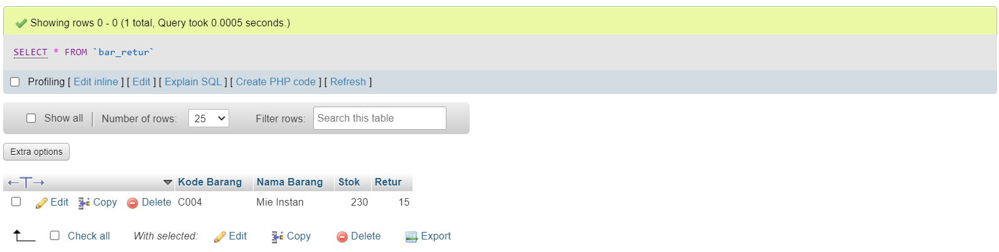 Showing rows 0 - 0 (1 total, Query took 0.0005 seconds.)
SELECT * FROM `bar_retur`
Profiling [ Edit inline ] [ Edit ] [ Explain SQL ] [ Create PHP code ] [ Refresh ]
Show all Number of rows: 25 Filter rows: Search this table
Extra options
Kode Barang Nama Barang Stok Retur
Edit Copy Delete C004 Mie Instan 230 15
Check all With selected: Edit Copy Delete Export